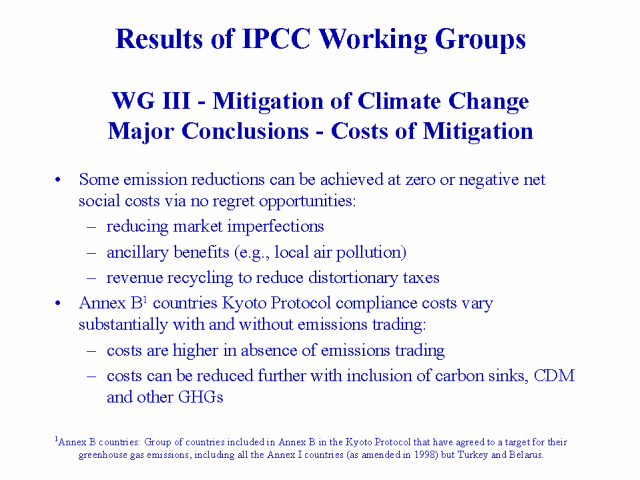 Results of IPCC Working Groups
WG III - Mitigation of Climate Change
Major Conclusions - Costs of Mitigation
• Some emission reductions can be achieved at zero or negative net
social costs via no regret opportunities:
– reducing market imperfections
– ancillary benefits (e.g., local air pollution)
– revenue recycling to reduce distortionary taxes
• Annex B¹ countries Kyoto Protocol compliance costs vary
substantially with and without emissions trading:
– costs are higher in absence of emissions trading
– costs can be reduced further with inclusion of carbon sinks, CDM
and other GHGs
¹Annex B countries: Group of countries included in Annex B in the Kyoto Protocol that have agreed to a target for their
greenhouse gas emissions, including all the Annex I countries (as amended in 1998) but Turkey and Belarus.